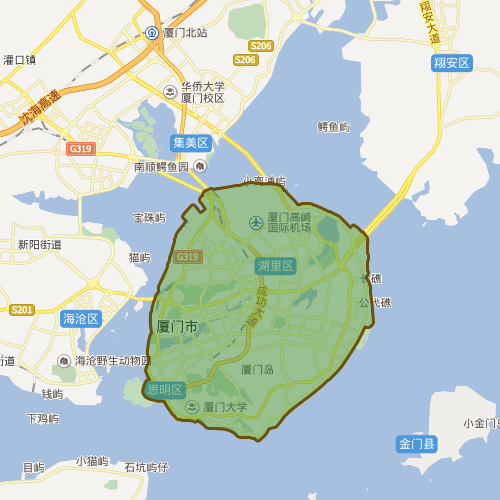 厦门北站
翔安大道
灌口镇
S206
S206
翔安区
华侨大学
厦门校区
沈海高速
鳄鱼屿
集美区
G319
南顺鳄鱼园
小离浦屿
宝珠屿
厦门高崎
国际机场
新阳街道
猫屿
G319
湖里区
长礁
公代礁
S201
海沧区
成功大道
厦门市
海沧野生动物园
街道
厦门岛
钱屿
思明区
厦门大学
下鸡屿
小金门岛
金门县
小猫屿
目屿
石坑屿仔